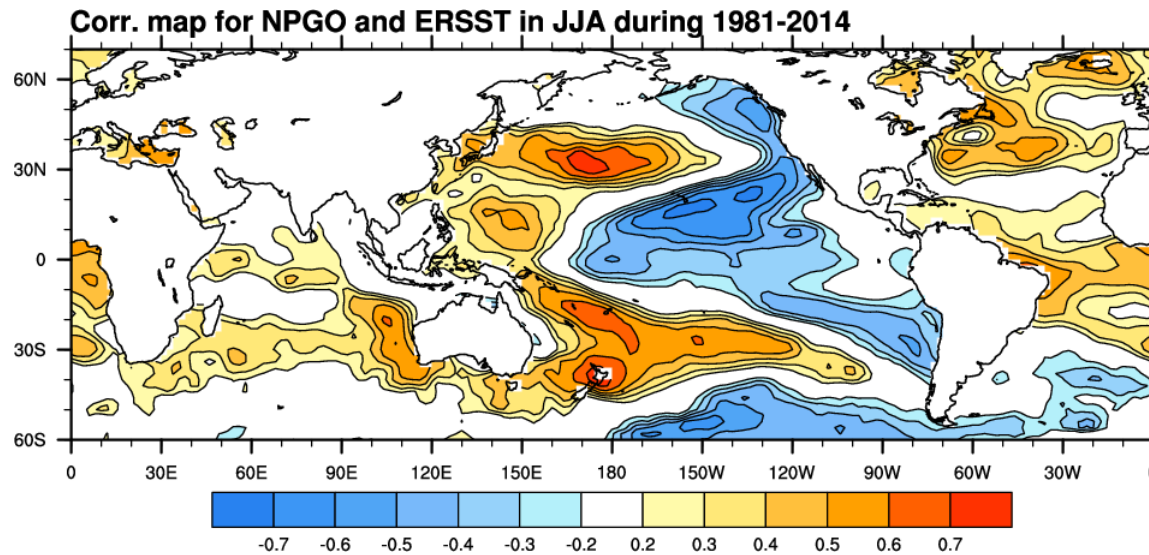 Corr. map for NPGO and ERSST in JJA during 1981-2014
60N
30N
0
30S
60S
0 30E 60E 90E 120E 150E 180 150W 120W 90W 60W 30W
-0.7 -0.6 -0.5 -0.4 -0.3 -0.2 0.2 0.3 0.4 0.5 0.6 0.7